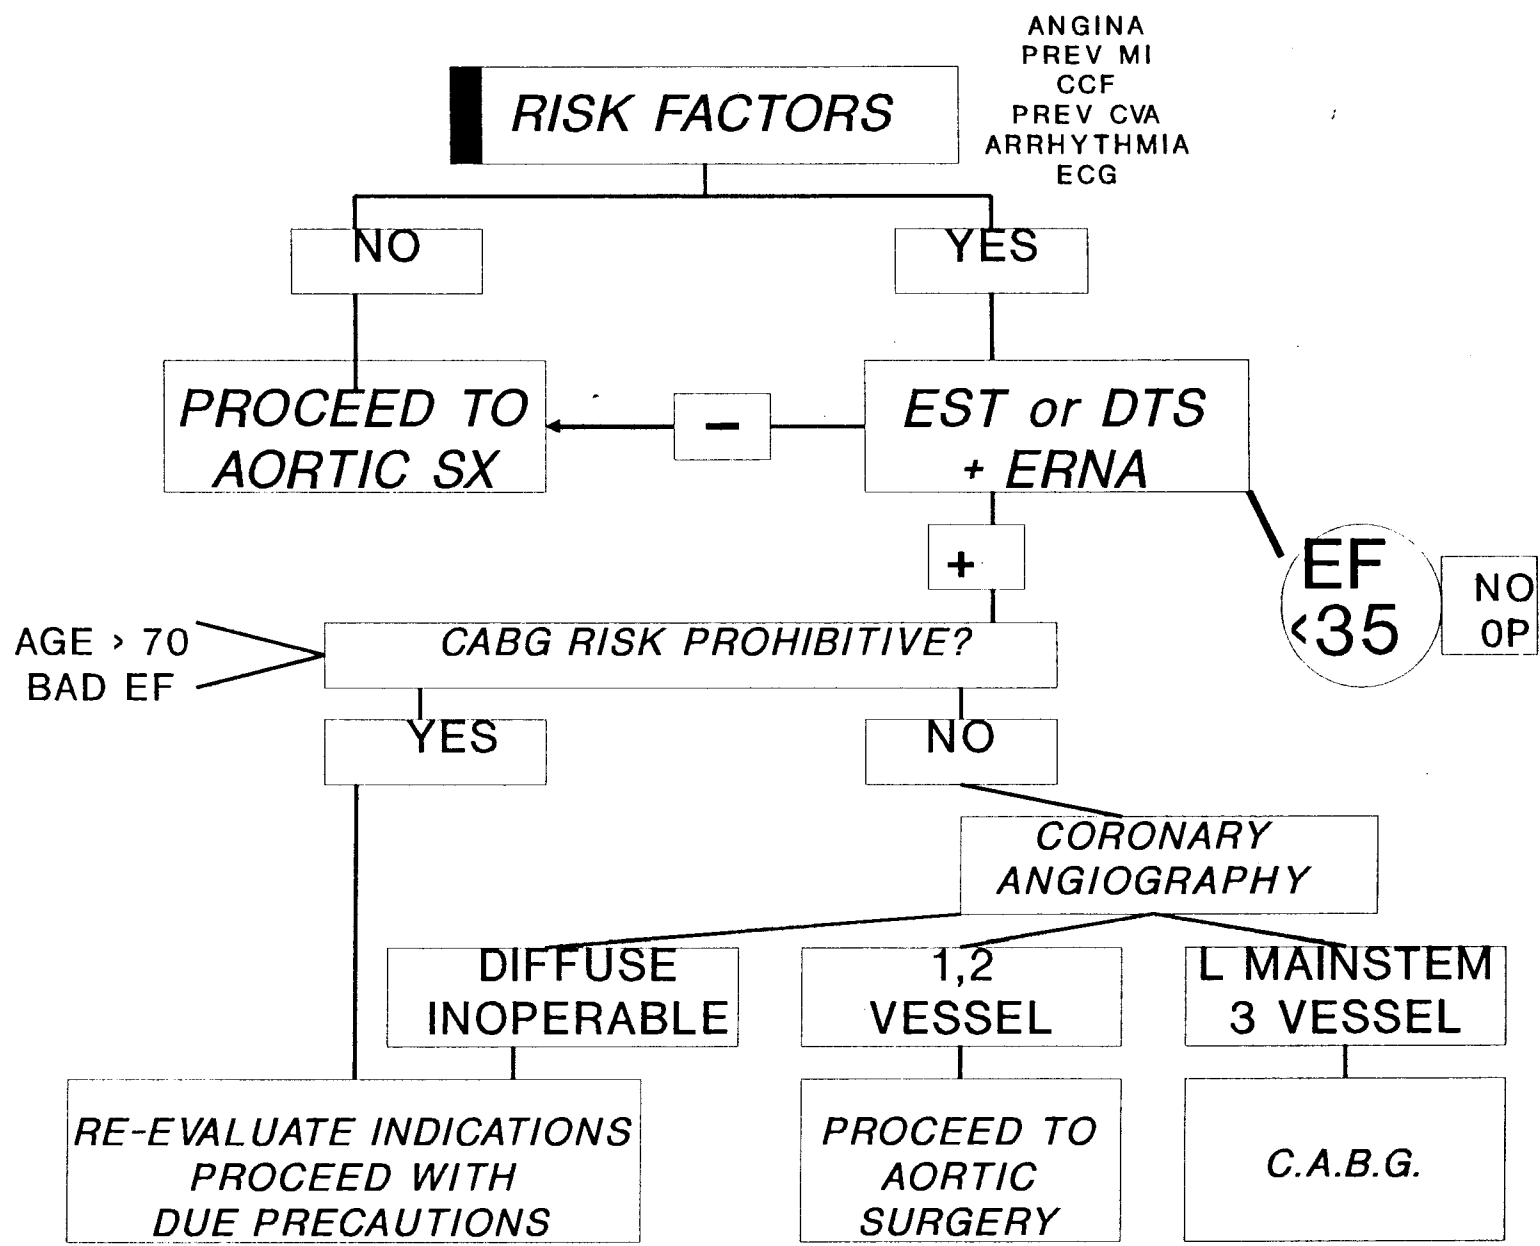 ANGINA
PREV MI
CCF
PREV CVA
ARRHYTHMIA
ECG
RISK FACTORS
NO
YES
PROCEED TO
AORTIC SX
-
EST or DTS
+ ERNA
+
EF
<35
NO
OP
AGE > 70
BAD EF
CABG RISK PROHIBITIVE?
YES
NO
CORONARY
ANGIOGRAPHY
DIFFUSE
INOPERABLE
1,2
VESSEL
L MAINSTEM
3 VESSEL
RE-EVALUATE INDICATIONS
PROCEED WITH
DUE PRECAUTIONS
PROCEED TO
AORTIC
SURGERY
C.A.B.G.